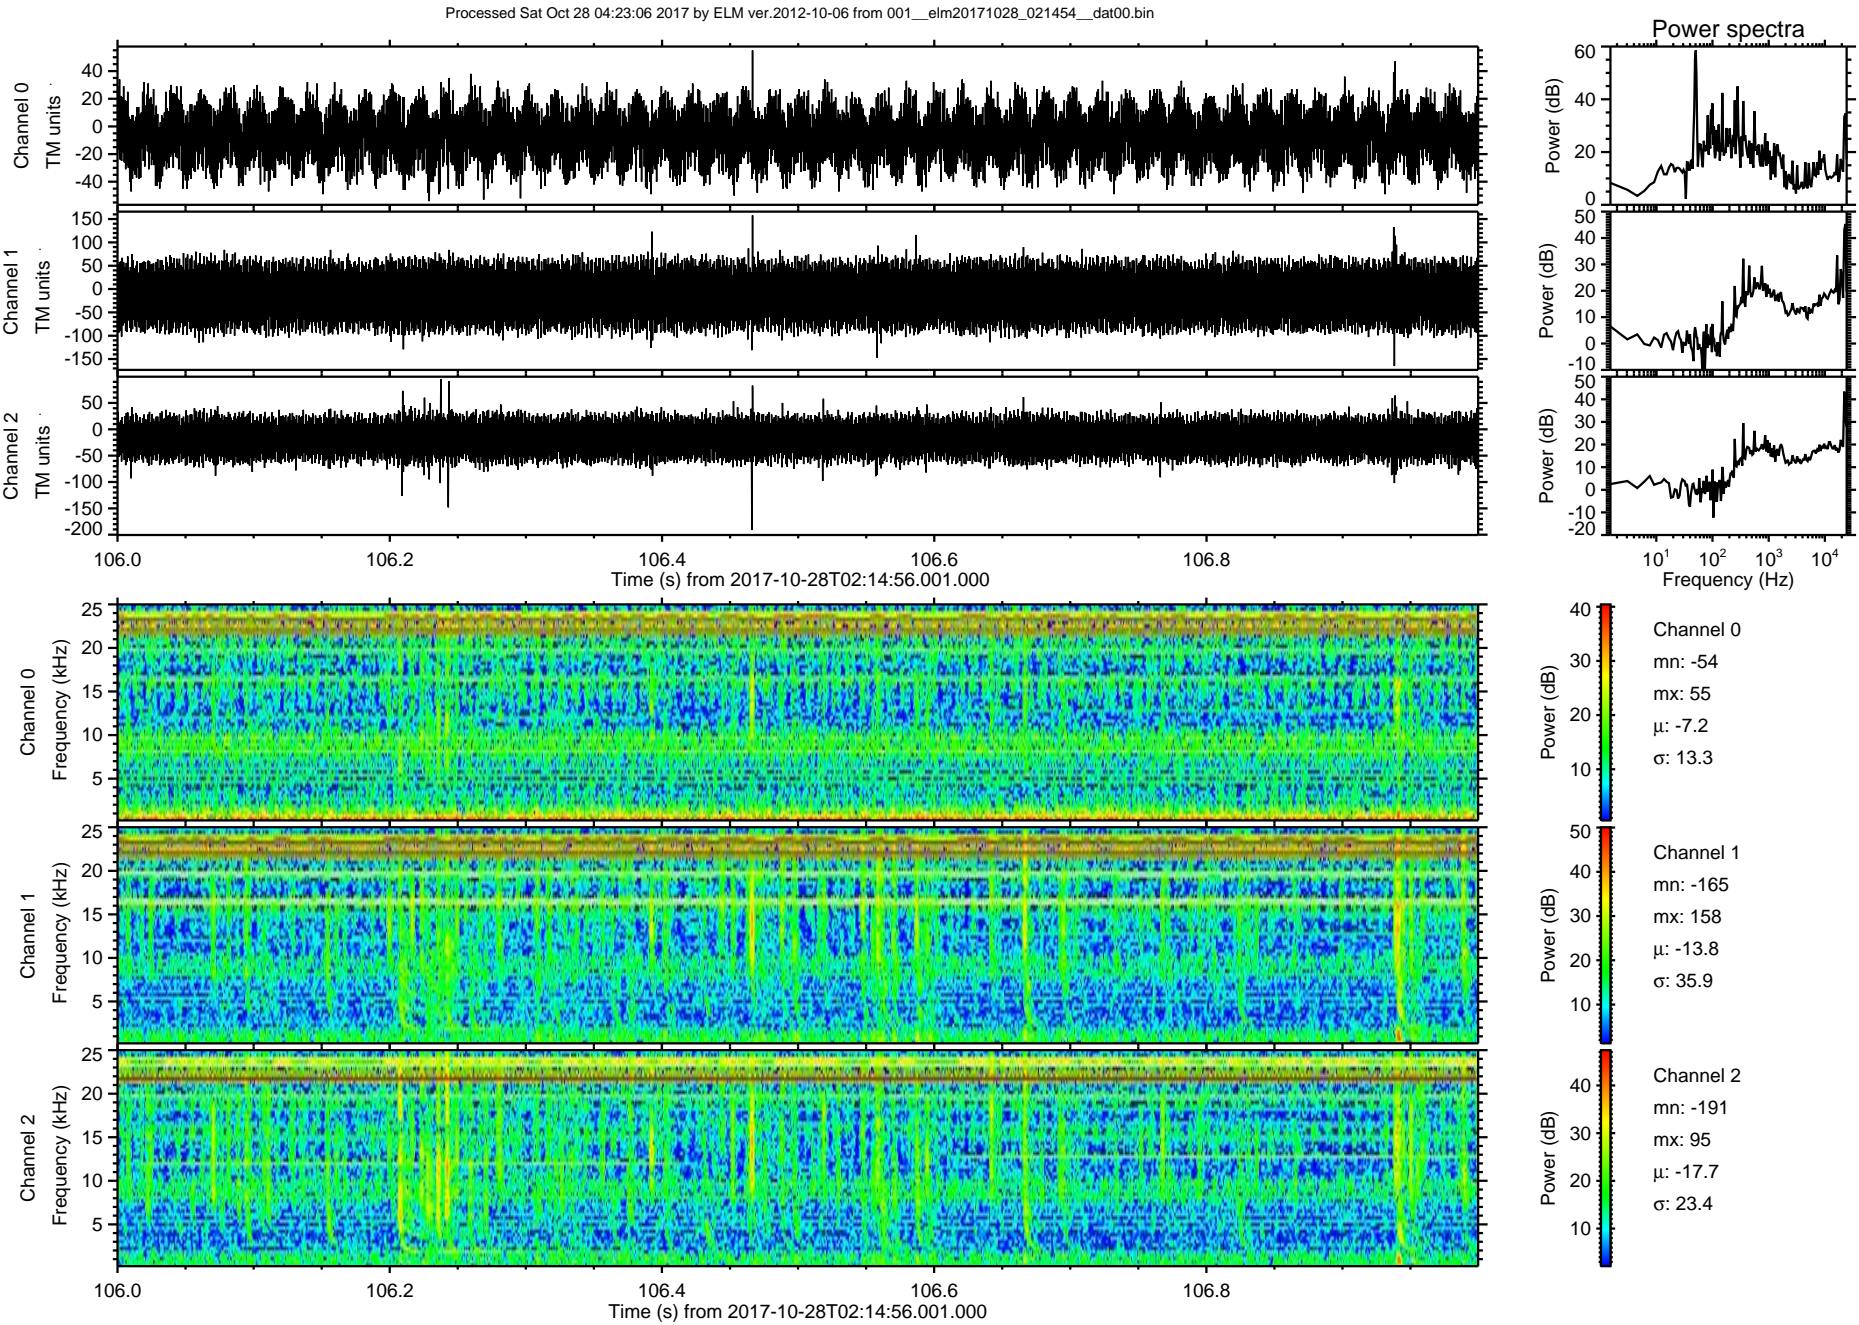 Processed Sat Oct 28 04:23:06 2017 by ELM ver.2012-10-06 from 001__elm20171028_021454__dat00.bin
Power spectra
Channel 0
TM units
40
20
0
-20
-40
Power (dB)
60
40
20
0
Channel 1
TM units
150
100
50
0
-50
-100
-150
Power (dB)
50
40
30
20
10
0
-10
Channel 2
TM units
50
0
-50
-100
-150
-200
Power (dB)
50
40
30
20
10
0
-10
-20
106.0 106.2 106.4 106.6 106.8
Time (s) from 2017-10-28T02:14:56.001.000
10¹ 10² 10³ 10⁴
Frequency (Hz)
Channel 0
Frequency (kHz)
25
20
15
10
5
Power (dB)
40
30
20
10
Channel 0
mn: -54
mx: 55
μ: -7.2
σ: 13.3
Channel 1
Frequency (kHz)
25
20
15
10
5
Power (dB)
50
40
30
20
10
Channel 1
mn: -165
mx: 158
μ: -13.8
σ: 35.9
Channel 2
Frequency (kHz)
25
20
15
10
5
Power (dB)
40
30
20
10
Channel 2
mn: -191
mx: 95
μ: -17.7
σ: 23.4
106.0 106.2 106.4 106.6 106.8
Time (s) from 2017-10-28T02:14:56.001.000